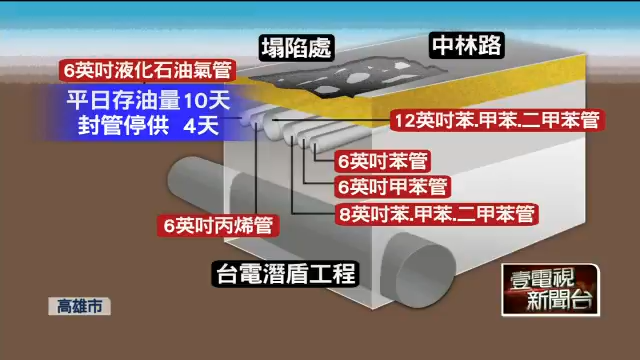 塌陷處
中林路
6英吋液化石油氣管
平日存油量10天
封管停供 4天
12英吋苯.甲苯.二甲苯管
6英吋苯管
6英吋甲苯管
8英吋苯.甲苯.二甲苯管
6英吋丙烯管
台電潛盾工程
高雄市
壹電視
新聞台